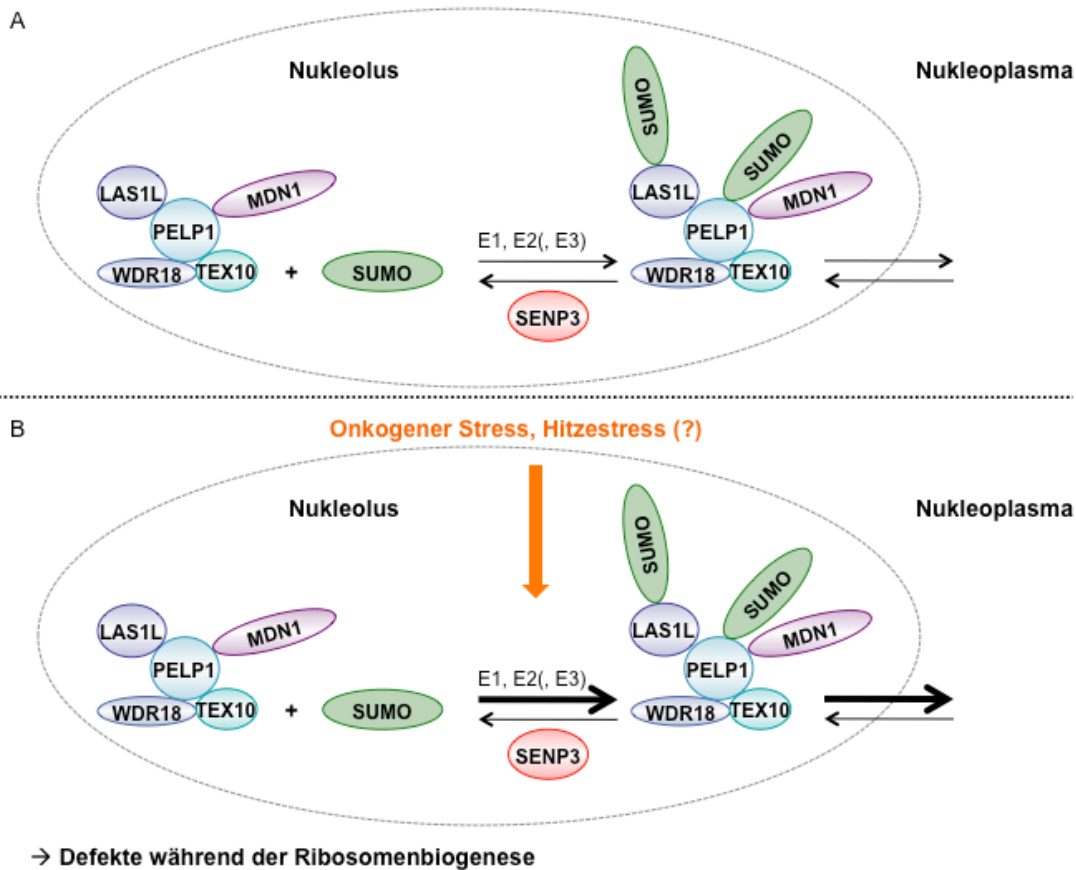 A
Nukleolus
Nukleoplasma
SUMO
SUMO
LAS1L
MDN1
PELP1
WDR18
TEX10
+
SUMO
E1, E2(, E3)
SENP3
LAS1L
MDN1
PELP1
WDR18
TEX10
B
Onkogener Stress, Hitzestress (?)
Nukleolus
Nukleoplasma
SUMO
SUMO
LAS1L
MDN1
PELP1
WDR18
TEX10
+
SUMO
E1, E2(, E3)
SENP3
LAS1L
MDN1
PELP1
WDR18
TEX10
→ Defekte während der Ribosomenbiogenese